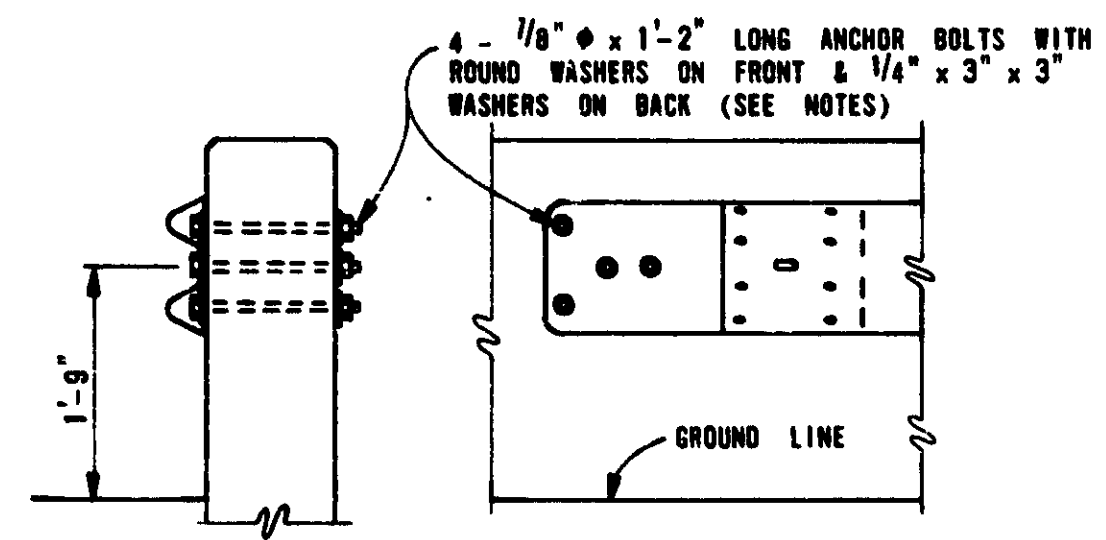 4 - 7/8" ϕ x 1'-2" LONG ANCHOR BOLTS WITH
ROUND WASHERS ON FRONT & 1/4" x 3" x 3"
WASHERS ON BACK (SEE NOTES)
1'-9"
GROUND LINE